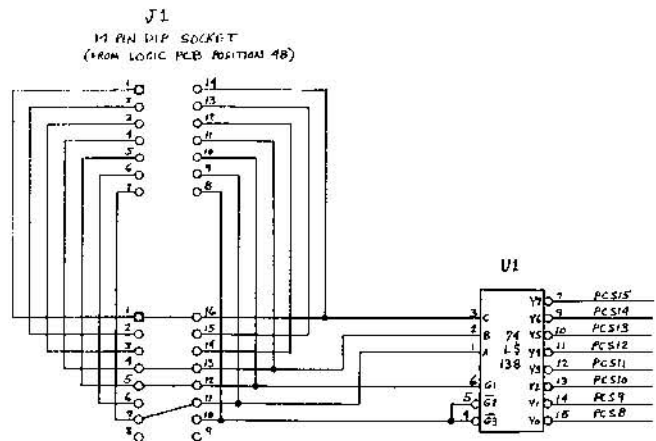 J1
14 PIN DIP SOCKET
(FROM LOGIC PCB POSITION 4B)
1 14
2 13
3 12
4 11
5 10
6 9
7 8
U1
1 16
2 15
3 14
4 13
5 12
6 11
7 10
8 9
3 C Y7 7 PCS15
Y6 9 PCS14
2 B Y5 10 PCS13
1 A 74 Y4 11 PCS12
LS Y3 12 PCS11
138
6 G1 Y2 13 PCS10
5 G2 Y1 14 PCS9
4 G3 Y0 15 PCS8